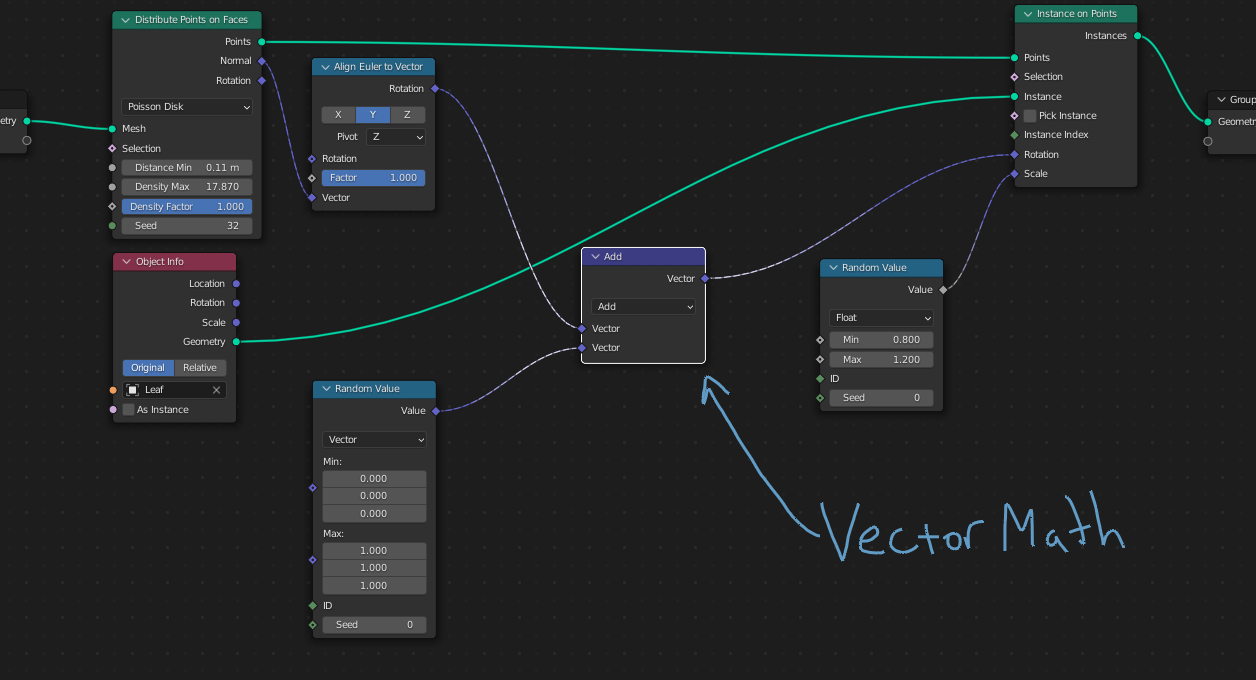 Distribute Points on Faces
Points
Normal
Rotation
Poisson Disk
Mesh
Selection
Distance Min 0.11 m
Density Max 17.870
Density Factor 1.000
Seed 32
etry
Align Euler to Vector
Rotation
X Y Z
Pivot Z
Rotation
Factor 1.000
Vector
Object Info
Location
Rotation
Scale
Geometry
Original Relative
Leaf
As Instance
Random Value
Value
Vector
Min:
0.000
0.000
0.000
Max:
1.000
1.000
1.000
ID
Seed 0
Add
Vector
Add
Vector
Vector
Random Value
Value
Float
Min 0.800
Max 1.200
ID
Seed 0
Instance on Points
Instances
Points
Selection
Instance
Pick Instance
Instance Index
Rotation
Scale
Group
Geometr
Vector Math